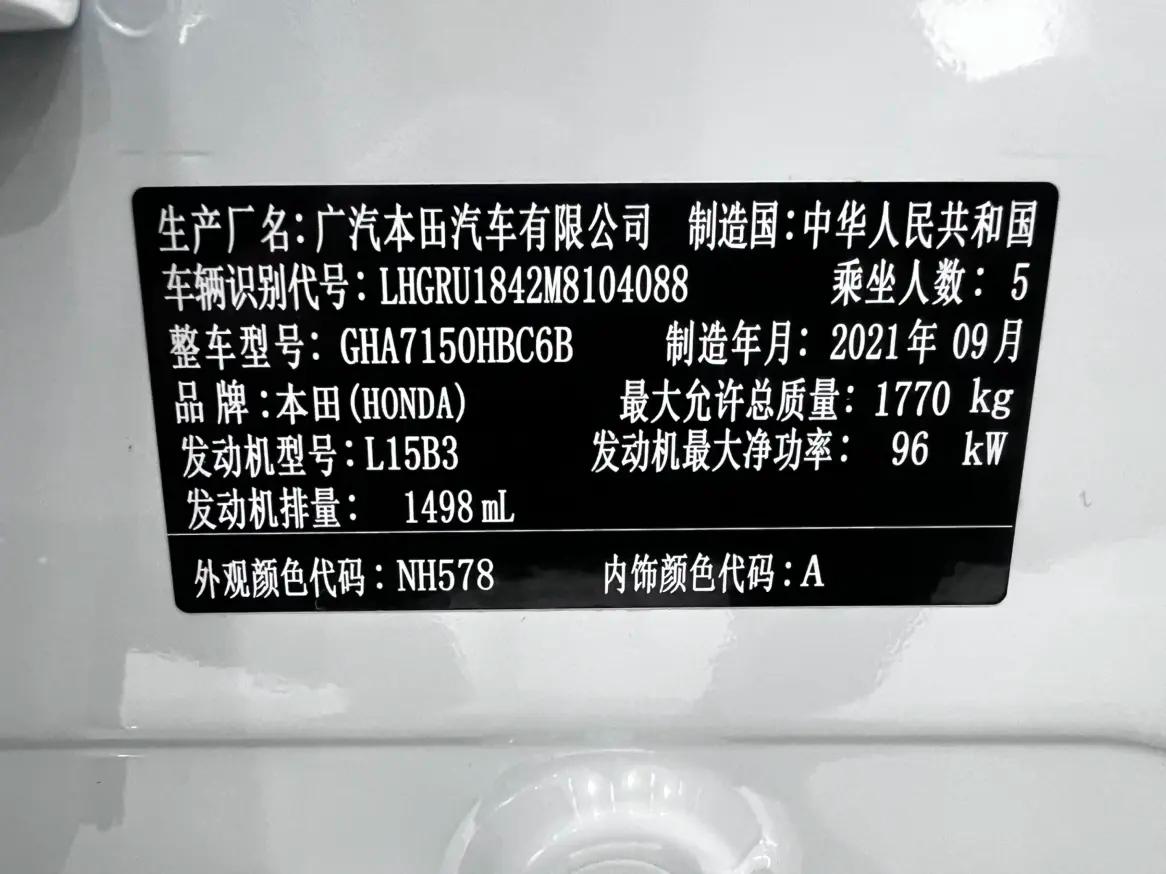 生产厂名:广汽本田汽车有限公司 制造国:中华人民共和国
车辆识别代号:LHGRU1842M8104088 乘坐人数:5
整车型号:GHA7150HBC6B 制造年月:2021年09月
品牌:本田(HONDA) 最大允许总质量:1770 kg
发动机型号:L15B3 发动机最大净功率:96 kW
发动机排量:1498 mL
外观颜色代码:NH578 内饰颜色代码:A